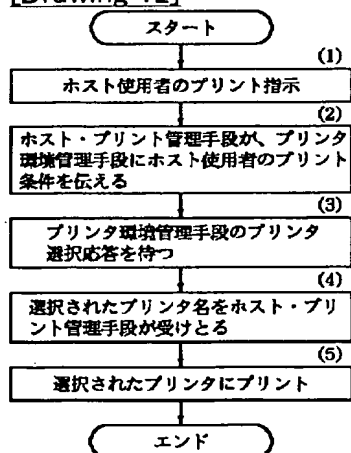 [Drawing 12]
スタート
(1)
ホスト使用者のプリント指示
(2)
ホスト・プリント管理手段が、プリンタ
環境管理手段にホスト使用者のプリント
条件を伝える
(3)
プリンタ環境管理手段のプリンタ
選択応答を待つ
(4)
選択されたプリンタ名をホスト・プリ
ント管理手段が受けとる
(5)
選択されたプリンタにプリント
エンド